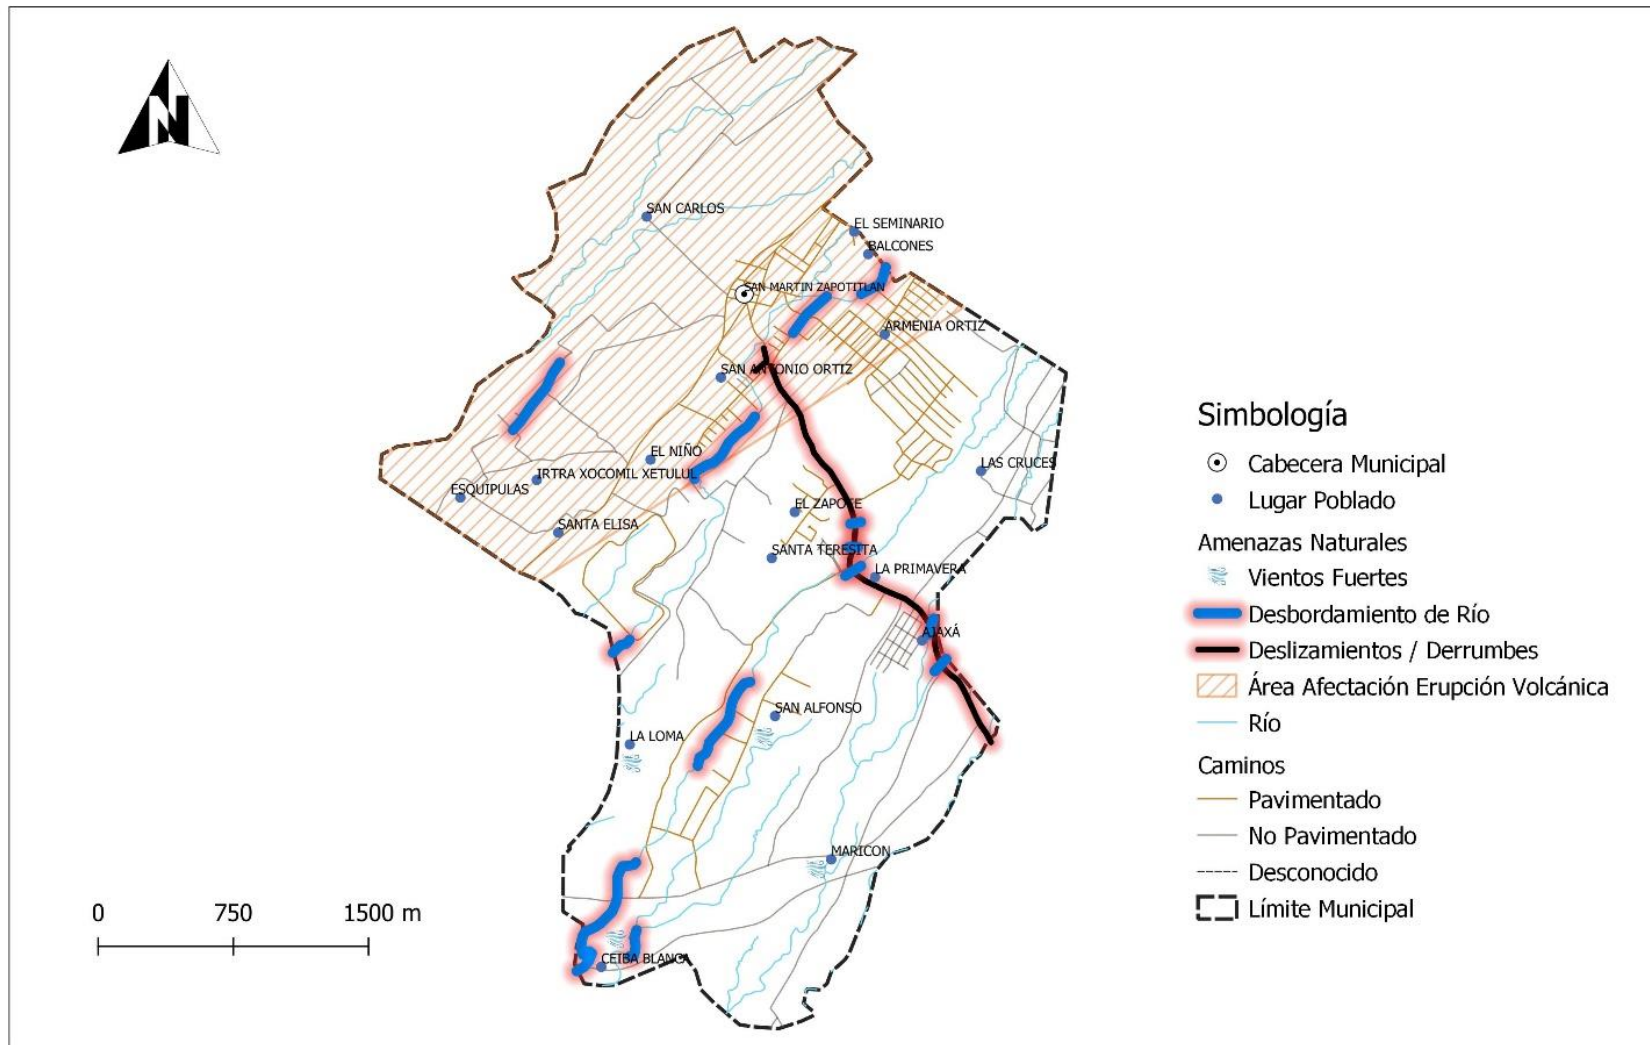 N
SAN CARLOS
EL SEMINARIO
BALCONES
SAN MARTIN ZAPOTITLAN
ARMENIA ORTIZ
SAN ANTONIO ORTIZ
EL NIÑO
LAS CRUCES
IRTRA XOCOMIL XETULUL
ESQUIPULAS
EL ZAPOTE
SANTA ELISA
SANTA TERESITA
LA PRIMAVERA
AJAXÁ
SAN ALFONSO
LA LOMA
MARICON
CEIBA BLANCA
0 750 1500 m
Simbología
Cabecera Municipal
Lugar Poblado
Amenazas Naturales
Vientos Fuertes
Desbordamiento de Río
Deslizamientos / Derrumbes
Área Afectación Erupción Volcánica
Río
Caminos
Pavimentado
No Pavimentado
Desconocido
Límite Municipal